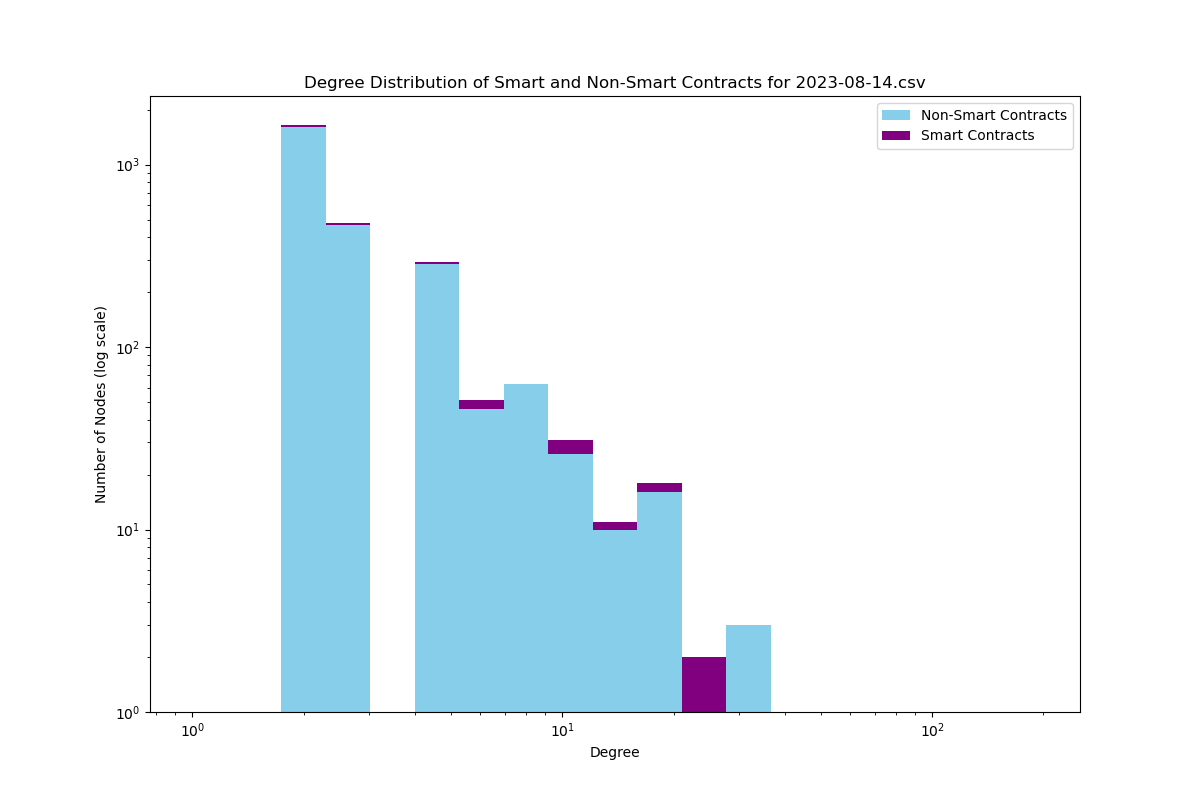 Degree Distribution of Smart and Non-Smart Contracts for 2023-08-14.csv
Non-Smart Contracts
Smart Contracts
Number of Nodes (log scale)
10³
10²
10¹
10⁰
10⁰ 10¹ 10²
Degree